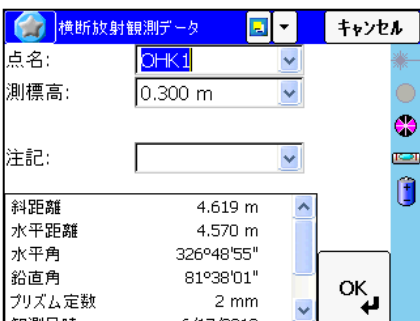 横断放射観測データ キャンセル
点名: OHK1
測標高: 0.300 m
注記:
斜距離 4.619 m
水平距離 4.570 m
水平角 326°48'55"
鉛直角 81°38'01"
プリズム定数 2 mm
OK